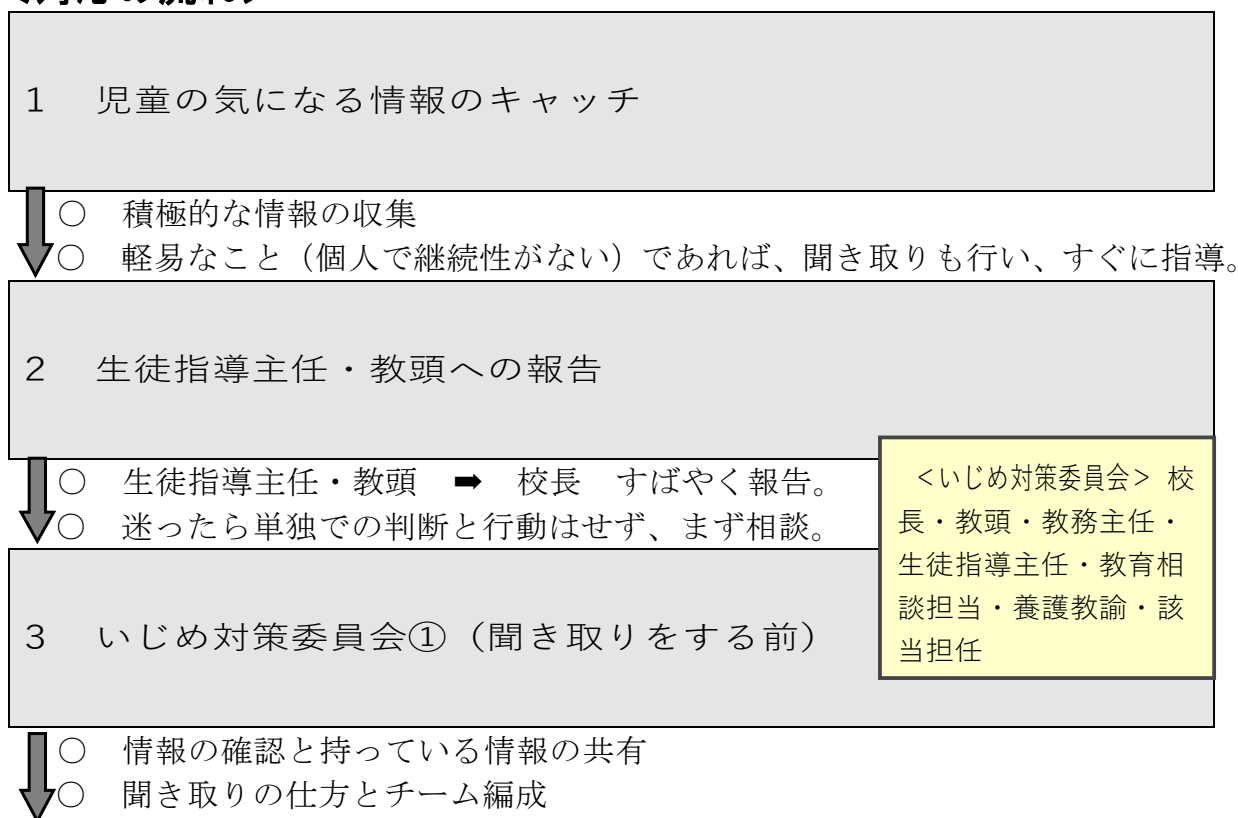 1 児童の気になる情報のキャッチ
○ 積極的な情報の収集
○ 軽易なこと(個人で継続性がない)であれば、聞き取りも行い、すぐに指導。
2 生徒指導主任・教頭への報告
○ 生徒指導主任・教頭 ➡ 校長 すばやく報告。
○ 迷ったら単独での判断と行動はせず、まず相談。
<いじめ対策委員会> 校
長・教頭・教務主任・
生徒指導主任・教育相
談担当・養護教諭・該
当担任
3 いじめ対策委員会①(聞き取りをする前)
○ 情報の確認と持っている情報の共有
○ 聞き取りの仕方とチーム編成